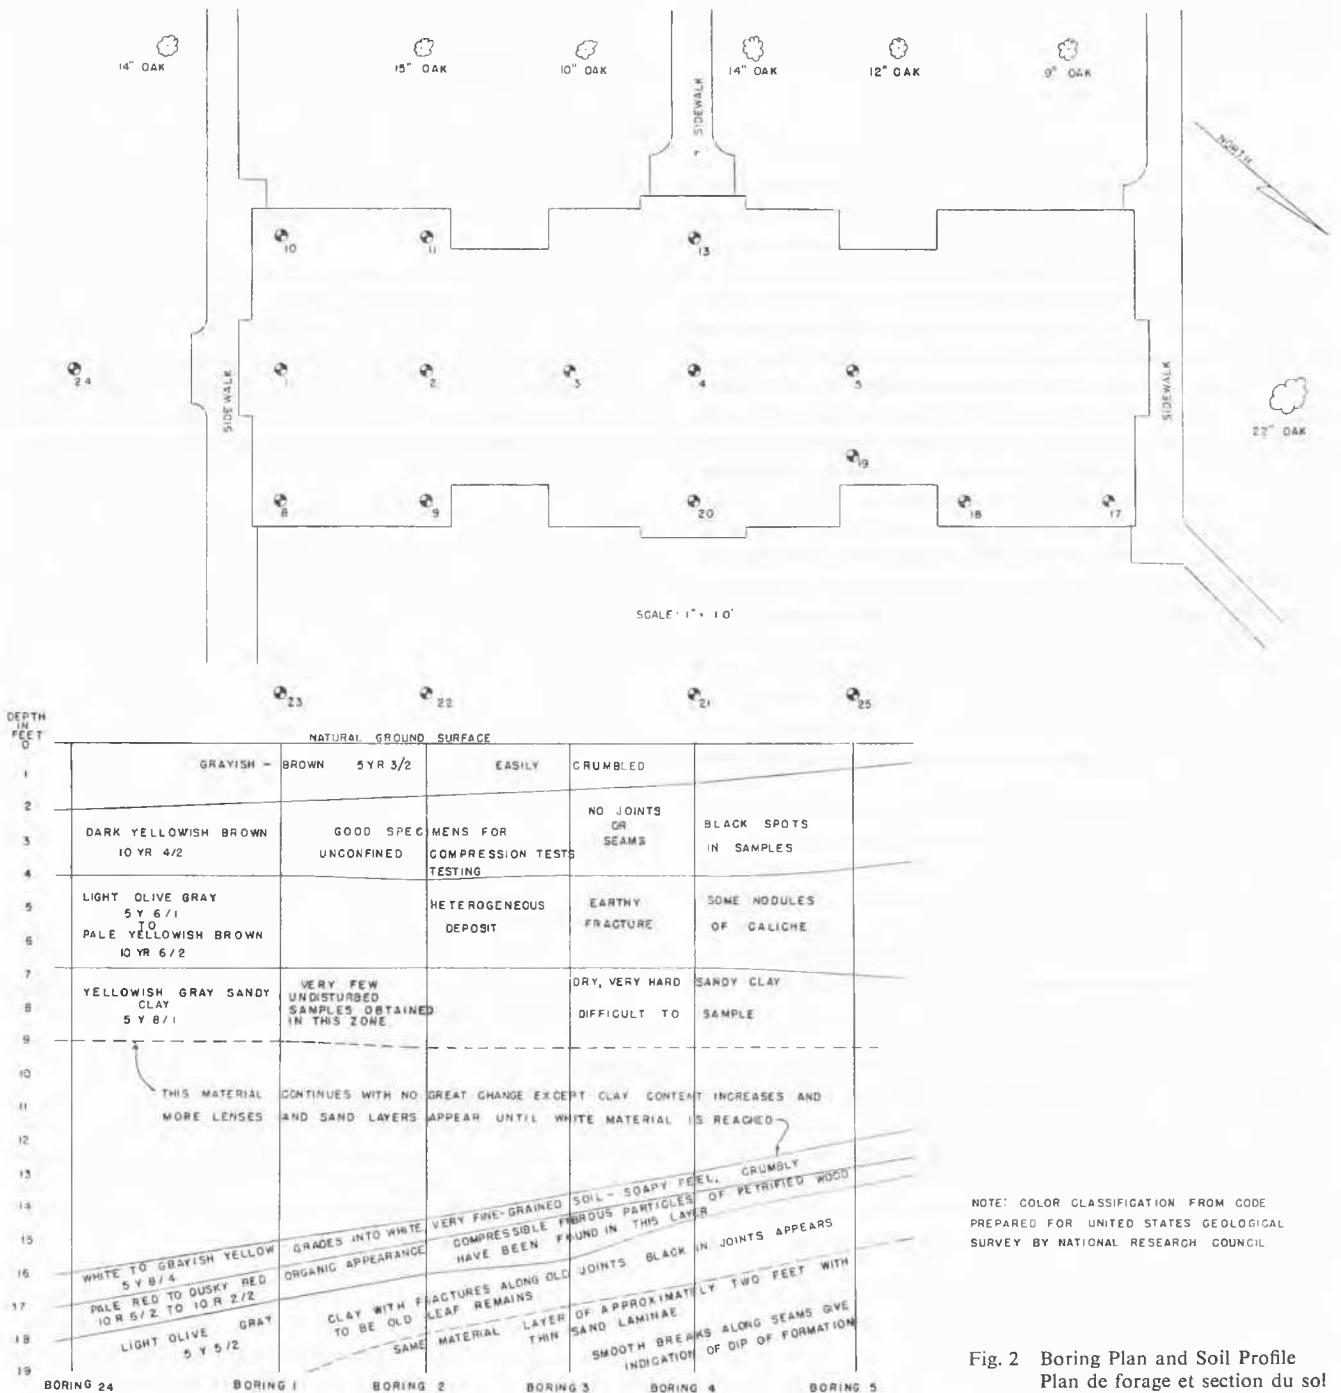 14" OAK
15" OAK
10" OAK
14" OAK
12" OAK
9" OAK
SIDEWALK
NORTH
10
11
13
24
1
2
3
4
5
SIDEWALK
SIDEWALK
22" OAK
19
8
9
20
18
17
SCALE: 1" = 10'
23
22
21
25
DEPTH
IN
FEET
0
1
2
3
4
5
6
7
8
9
10
11
12
13
14
15
16
17
18
19
NATURAL GROUND SURFACE
GRAYISH - BROWN 5 YR 3/2 EASILY CRUMBLED
DARK YELLOWISH BROWN
10 YR 4/2
GOOD SPECIMENS FOR
UNCONFINED COMPRESSION TESTS
TESTING
NO JOINTS
OR
SEAMS
BLACK SPOTS
IN SAMPLES
LIGHT OLIVE GRAY
5 Y 6/1
TO
PALE YELLOWISH BROWN
10 YR 6/2
HETEROGENEOUS
DEPOSIT
EARTHY
FRACTURE
SOME NODULES
OF CALICHE
YELLOWISH GRAY SANDY
CLAY
5 Y 8/1
VERY FEW
UNDISTURBED
SAMPLES OBTAINED
IN THIS ZONE
DRY, VERY HARD SANDY CLAY
DIFFICULT TO SAMPLE
THIS MATERIAL CONTINUES WITH NO GREAT CHANGE EXCEPT CLAY CONTENT INCREASES AND
MORE LENSES AND SAND LAYERS APPEAR UNTIL WHITE MATERIAL IS REACHED
WHITE TO GRAYISH YELLOW GRADES INTO WHITE VERY FINE-GRAINED SOIL - SOAPY FEEL, CRUMBLY
5 Y 8/4
PALE RED TO DUSKY RED ORGANIC APPEARANCE COMPRESSIBLE FIBROUS PARTICLES OF PETRIFIED WOOD
10 R 6/2 TO 10 R 2/2
HAVE BEEN FOUND IN THIS LAYER
LIGHT OLIVE GRAY
5 Y 5/2
CLAY WITH FRACTURES ALONG OLD JOINTS BLACK IN JOINTS APPEARS
TO BE OLD LEAF REMAINS
SAME MATERIAL LAYER OF APPROXIMATELY TWO FEET WITH
THIN SAND LAMINAE
SMOOTH BREAKS ALONG SEAMS GIVE
INDICATION OF DIP OF FORMATION
BORING 24
BORING 1
BORING 2
BORING 3
BORING 4
BORING 5
NOTE: COLOR CLASSIFICATION FROM CODE
PREPARED FOR UNITED STATES GEOLOGICAL
SURVEY BY NATIONAL RESEARCH COUNCIL
Fig. 2 Boring Plan and Soil Profile
Plan de forage et section du sol